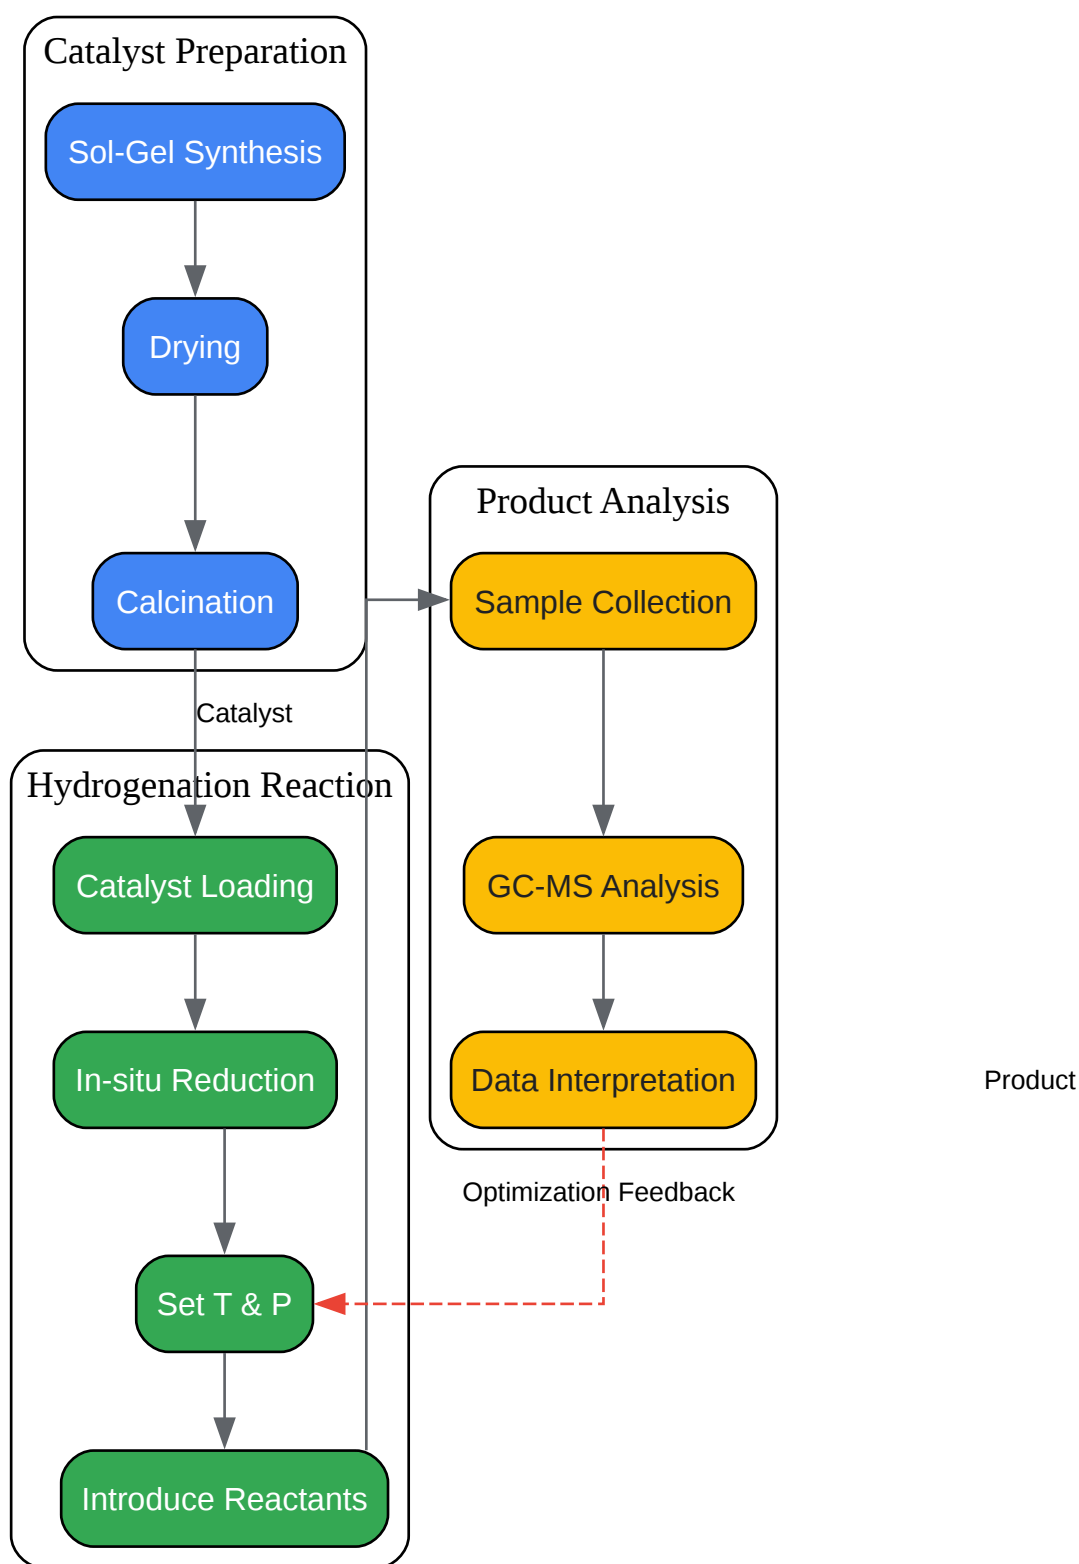 Catalyst Preparation
Sol-Gel Synthesis
Drying
Calcination
Catalyst
Hydrogenation Reaction
Catalyst Loading
In-situ Reduction
Set T & P
Introduce Reactants
Product Analysis
Sample Collection
GC-MS Analysis
Data Interpretation
Optimization Feedback
Product